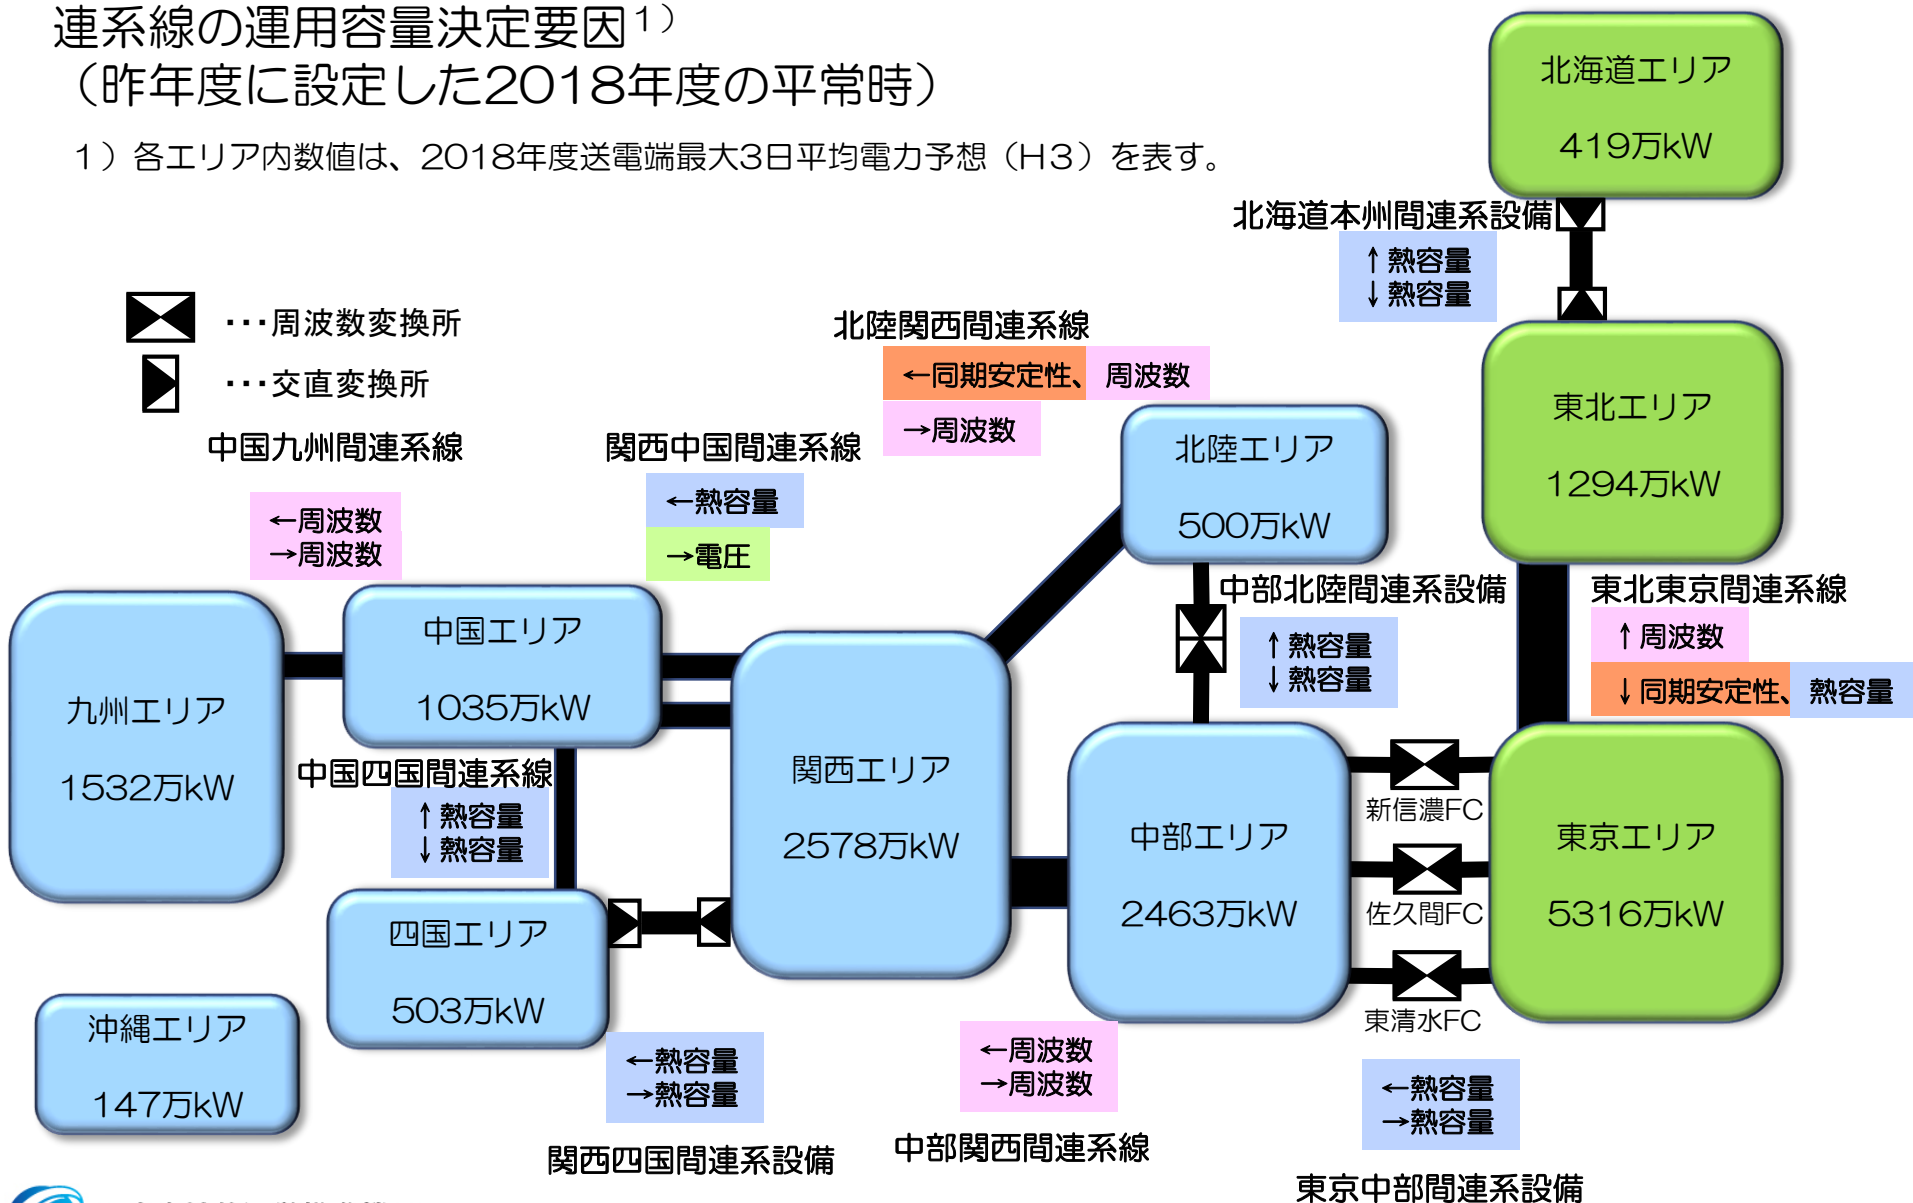 連系線の運用容量決定要因1）
（昨年度に設定した2018年度の平常時）
1）各エリア内数値は、2018年度送電端最大3日平均電力予想（H3）を表す。
北海道エリア
419万kW
北海道本州間連系設備
↑熱容量
↓熱容量
・・・周波数変換所
・・・交直変換所
北陸関西間連系線
←同期安定性、周波数
→周波数
中国九州間連系線
←周波数
→周波数
関西中国間連系線
←熱容量
→電圧
北陸エリア
500万kW
東北エリア
1294万kW
中部北陸間連系設備
↑熱容量
↓熱容量
東北東京間連系線
↑周波数
↓同期安定性、熱容量
九州エリア
1532万kW
中国エリア
1035万kW
中国四国間連系線
↑熱容量
↓熱容量
関西エリア
2578万kW
中部エリア
2463万kW
新信濃FC
佐久間FC
東清水FC
東京エリア
5316万kW
四国エリア
503万kW
沖縄エリア
147万kW
←熱容量
→熱容量
関西四国間連系設備
←周波数
→周波数
中部関西間連系線
←熱容量
→熱容量
東京中部間連系設備